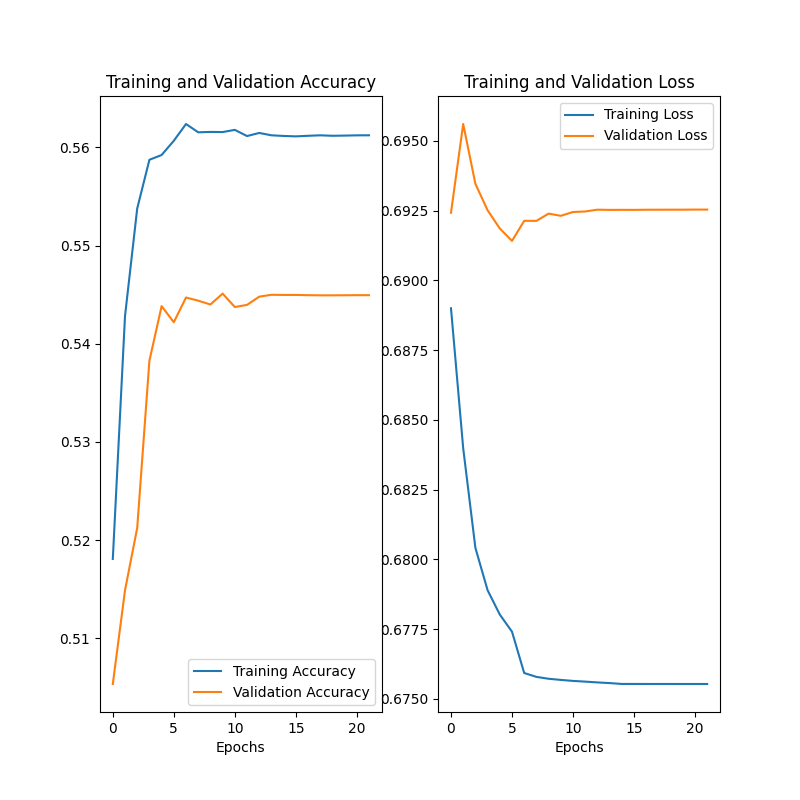 Training and Validation Accuracy
0.56
0.55
0.54
0.53
0.52
0.51
Training Accuracy
Validation Accuracy
0 5 10 15 20
Epochs
Training and Validation Loss
Training Loss
Validation Loss
0.6950
0.6925
0.6900
0.6875
0.6850
0.6825
0.6800
0.6775
0.6750
0 5 10 15 20
Epochs